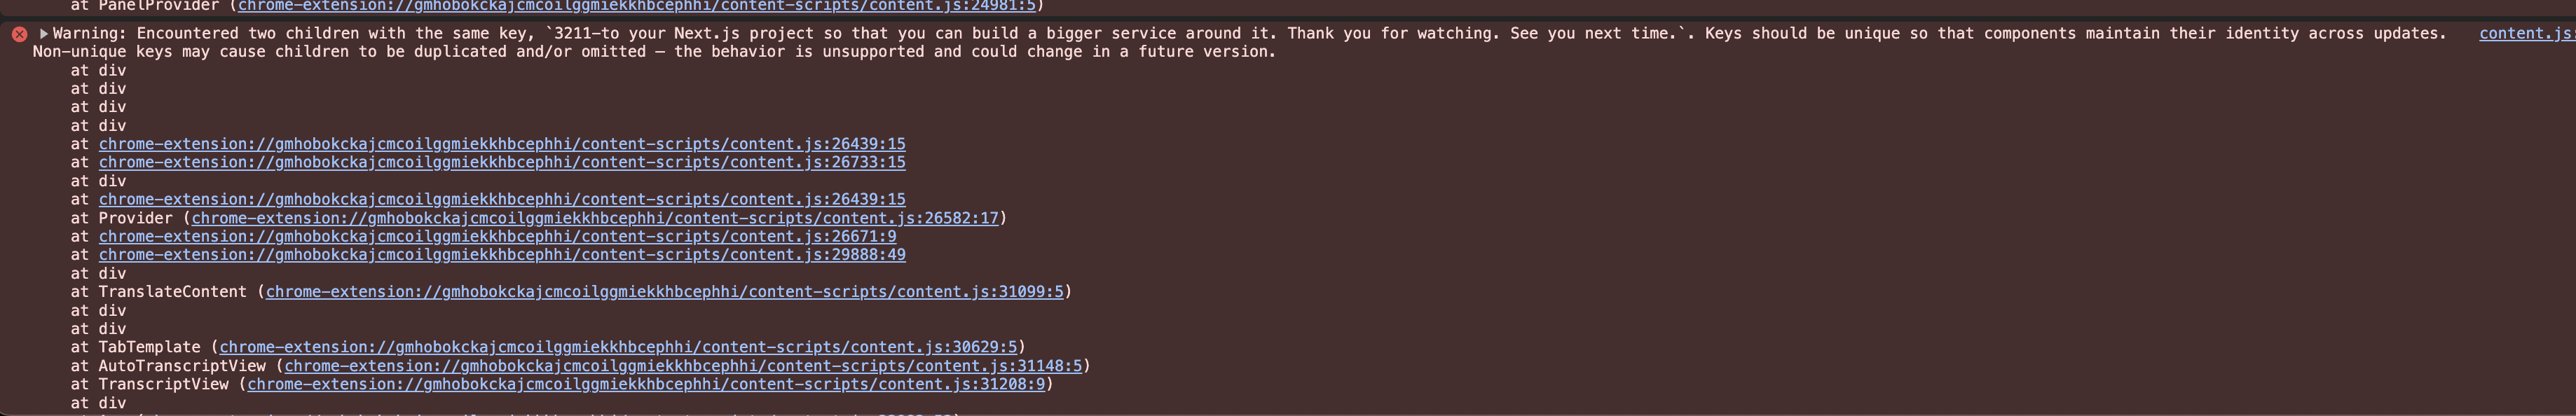 at PanelProvider (chrome-extension://gmhobokckajcmcoilggmiekkhbcephhi/content-scripts/content.js:24981:5)
▶Warning: Encountered two children with the same key, `3211-to your Next.js project so that you can build a bigger service around it. Thank you for watching. See you next time.`. Keys should be unique so that components maintain their identity across updates. content.js:
Non-unique keys may cause children to be duplicated and/or omitted — the behavior is unsupported and could change in a future version.
at div
at div
at div
at div
at chrome-extension://gmhobokckajcmcoilggmiekkhbcephhi/content-scripts/content.js:26439:15
at chrome-extension://gmhobokckajcmcoilggmiekkhbcephhi/content-scripts/content.js:26733:15
at div
at chrome-extension://gmhobokckajcmcoilggmiekkhbcephhi/content-scripts/content.js:26439:15
at Provider (chrome-extension://gmhobokckajcmcoilggmiekkhbcephhi/content-scripts/content.js:26582:17)
at chrome-extension://gmhobokckajcmcoilggmiekkhbcephhi/content-scripts/content.js:26671:9
at chrome-extension://gmhobokckajcmcoilggmiekkhbcephhi/content-scripts/content.js:29888:49
at div
at TranslateContent (chrome-extension://gmhobokckajcmcoilggmiekkhbcephhi/content-scripts/content.js:31099:5)
at div
at div
at TabTemplate (chrome-extension://gmhobokckajcmcoilggmiekkhbcephhi/content-scripts/content.js:30629:5)
at AutoTranscriptView (chrome-extension://gmhobokckajcmcoilggmiekkhbcephhi/content-scripts/content.js:31148:5)
at TranscriptView (chrome-extension://gmhobokckajcmcoilggmiekkhbcephhi/content-scripts/content.js:31208:9)
at div